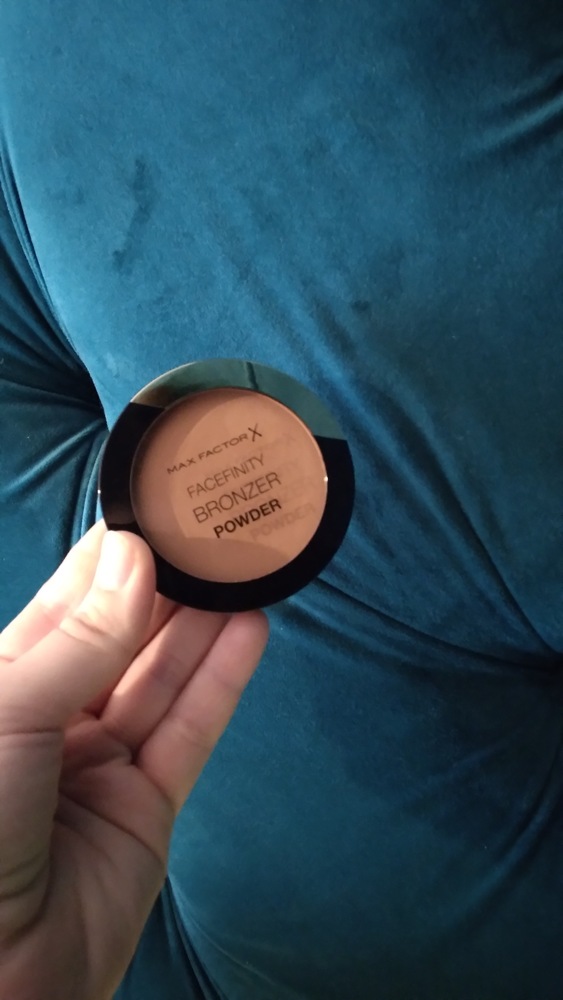 MAX FACTOR X
FACEFINITY
BRONZER
POWDER